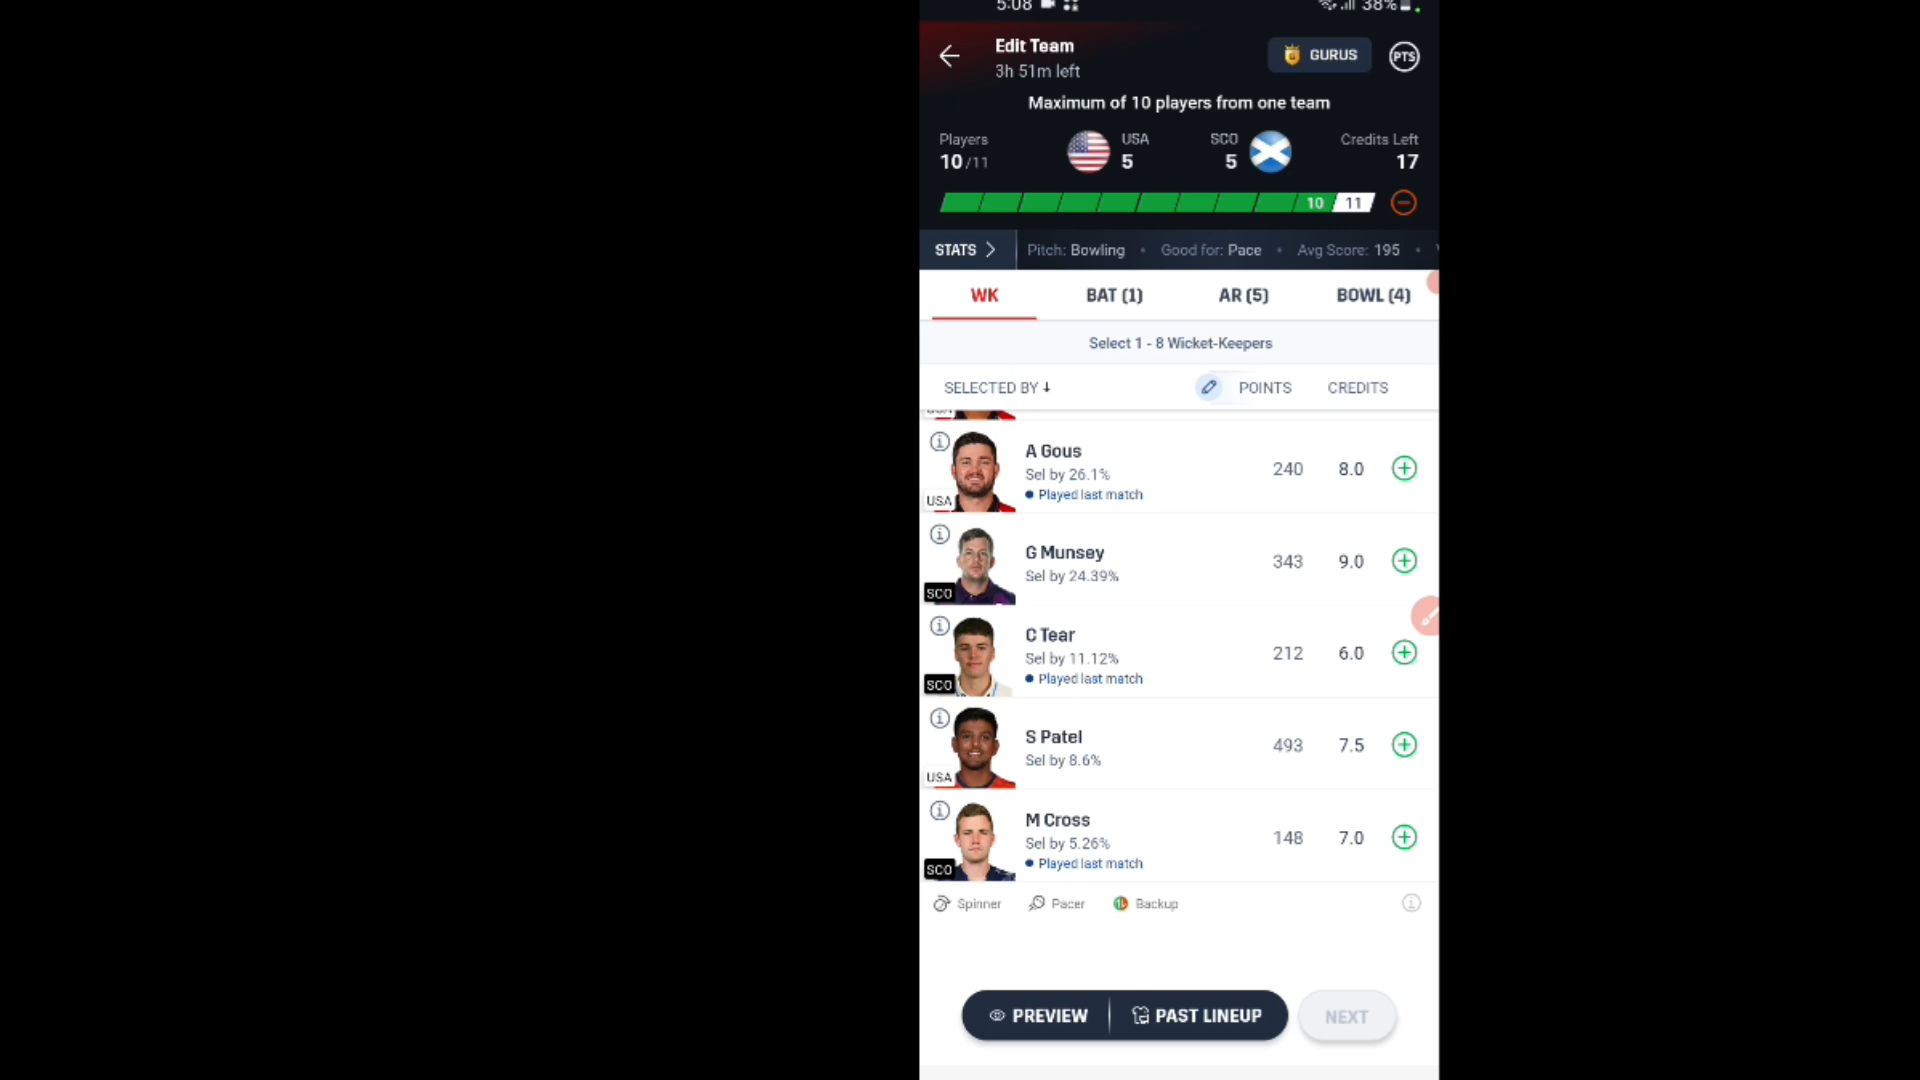 5:08 38%
Edit Team
GURUS
PTS
3h 51m left
Maximum of 10 players from one team
Players USA SCO Credits Left
10/11 5 5 17
10 11
STATS Pitch: Bowling • Good for: Pace • Avg Score: 195 •
WK BAT (1) AR (5) BOWL (4)
Select 1 - 8 Wicket-Keepers
SELECTED BY ↓ POINTS CREDITS
USA
A Gous
Sel by 26.1%
240 8.0
Played last match
USA
G Munsey
Sel by 24.39%
343 9.0
SCO
C Tear
Sel by 11.12%
212 6.0
Played last match
SCO
S Patel
Sel by 8.6%
493 7.5
USA
M Cross
Sel by 5.26%
148 7.0
Played last match
SCO
Spinner Pacer Backup
PREVIEW PAST LINEUP NEXT